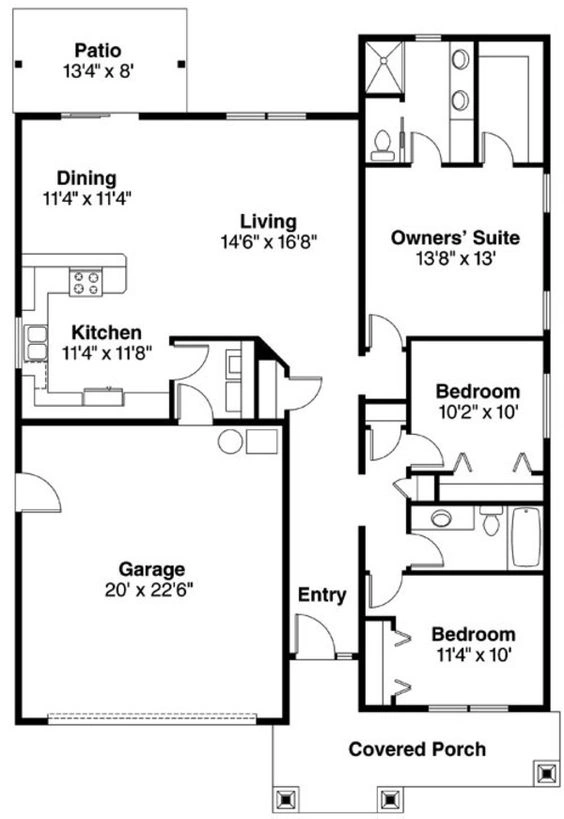 Patio
13'4" x 8'
Dining
11'4" x 11'4"
Living
14'6" x 16'8"
Owners' Suite
13'8" x 13'
Kitchen
11'4" x 11'8"
Bedroom
10'2" x 10'
Garage
20' x 22'6"
Entry
Bedroom
11'4" x 10'
Covered Porch